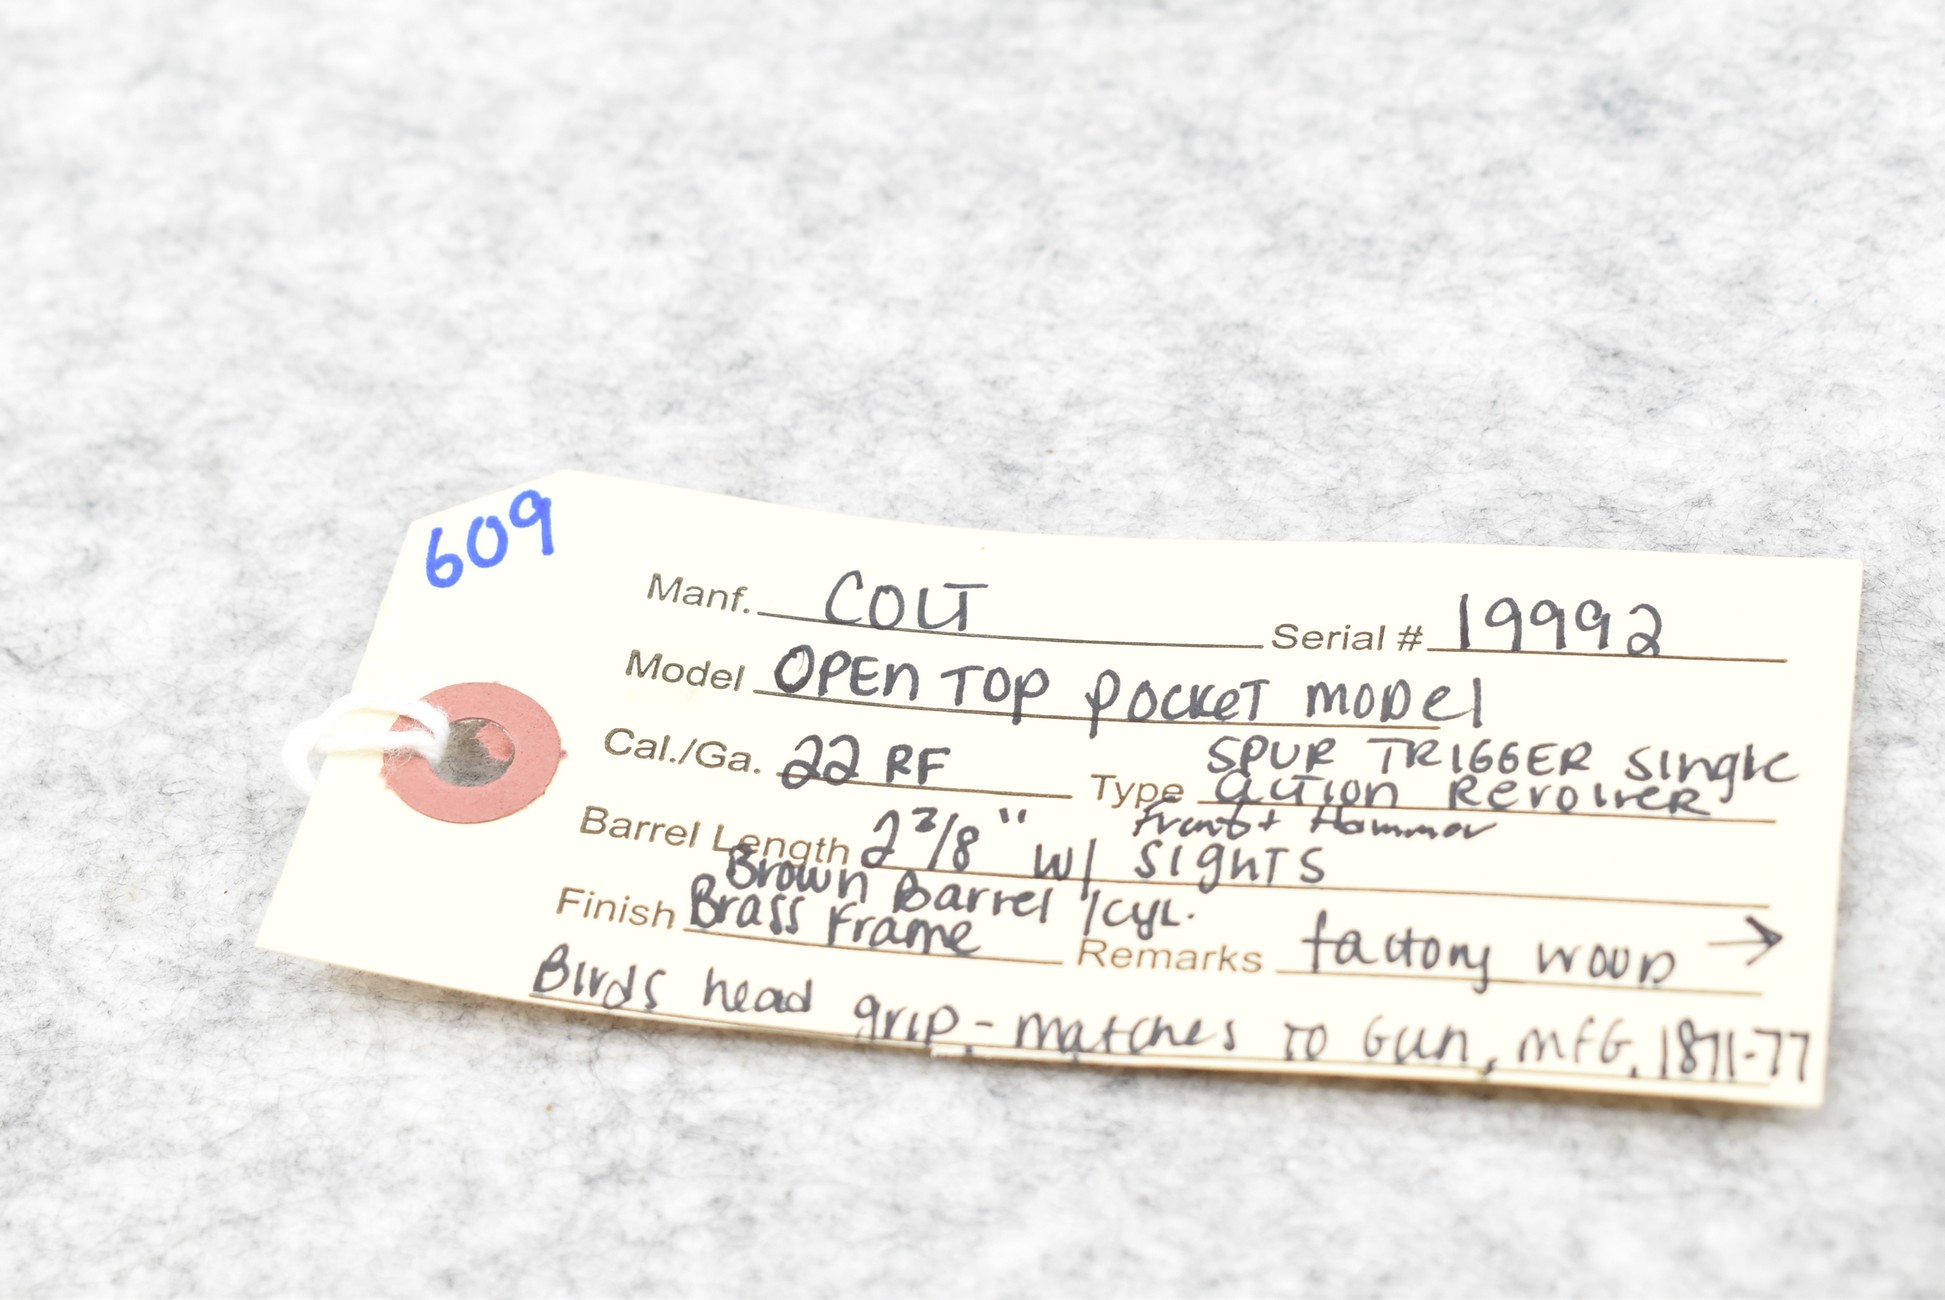 609
Manf. COLT Serial # 19992
Model OPEN TOP POCKET MODEL
Cal./Ga. 22 RF Type SPUR TRIGGER Single
action Revolver
Front + Hammer
Barrel Length 2 3/8" w/ SIGHTS
Brown Barrel /cyl.
Finish Brass Frame Remarks factory wood →
Birds head grip - matches to Gun, MFG. 1871-77